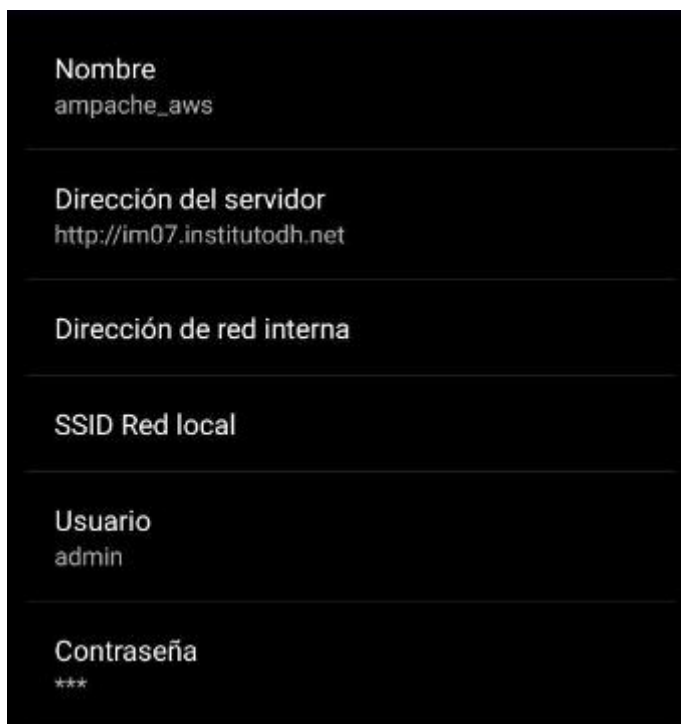 Nombre
ampache_aws
Dirección del servidor
http://im07.institutodh.net
Dirección de red interna
SSID Red local
Usuario
admin
Contraseña
***